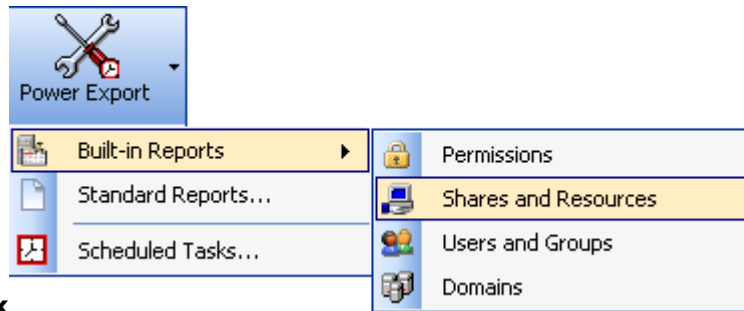 Power Export
Built-in Reports
Standard Reports...
Scheduled Tasks...
Permissions
Shares and Resources
Users and Groups
Domains